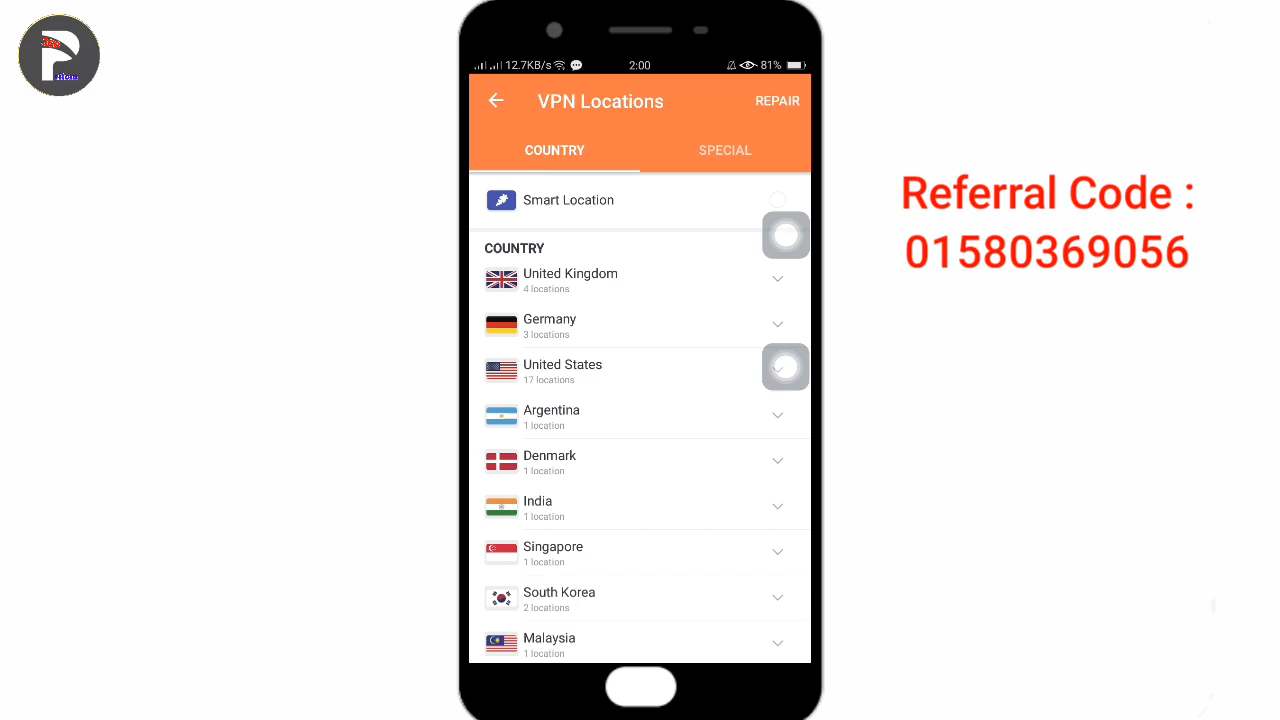 12.7KB/s
2:00
81%
VPN Locations
REPAIR
COUNTRY
SPECIAL
Smart Location
COUNTRY
United Kingdom
4 locations
Germany
3 locations
United States
17 locations
Argentina
1 location
Denmark
1 location
India
1 location
Singapore
1 location
South Korea
2 locations
Malaysia
1 location
Referral Code :
01580369056